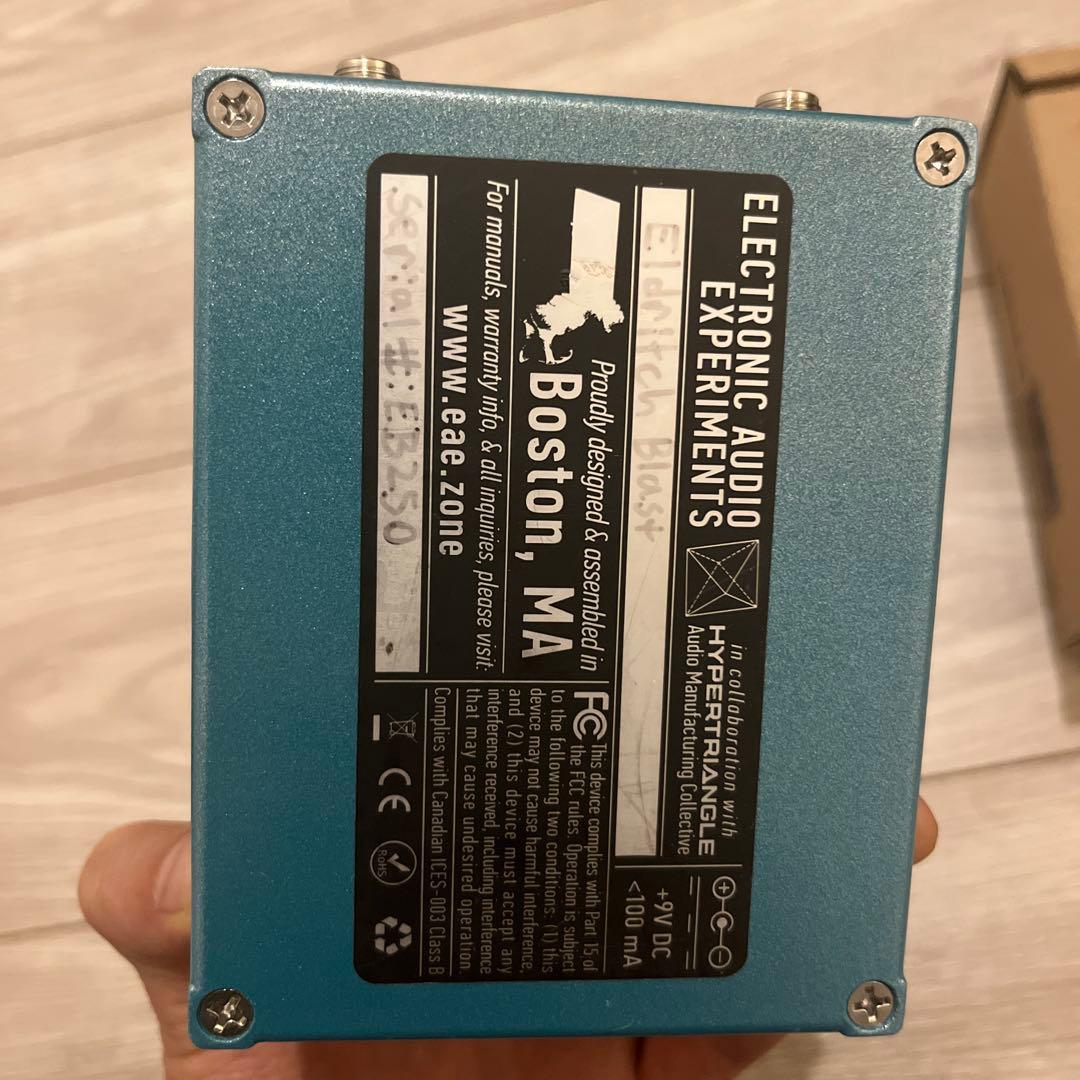 ELECTRONIC AUDIO
EXPERIMENTS
in collaboration with
HYPERTRIANGLE
Audio Manufacturing Collective
Eldritch Blast
+9V DC
<100 mA
Proudly designed & assembled in
Boston, MA
For manuals, warranty info, & all inquiries, please visit:
www.eae.zone
Serial #: EB250
FC This device complies with Part 15 of
the FCC rules. Operation is subject
to the following two conditions: (1) this
device may not cause harmful interference,
and (2) this device must accept any
interference received, including interference
that may cause undesired operation.
Complies with Canadian ICES-003 Class B
CE
RoHS